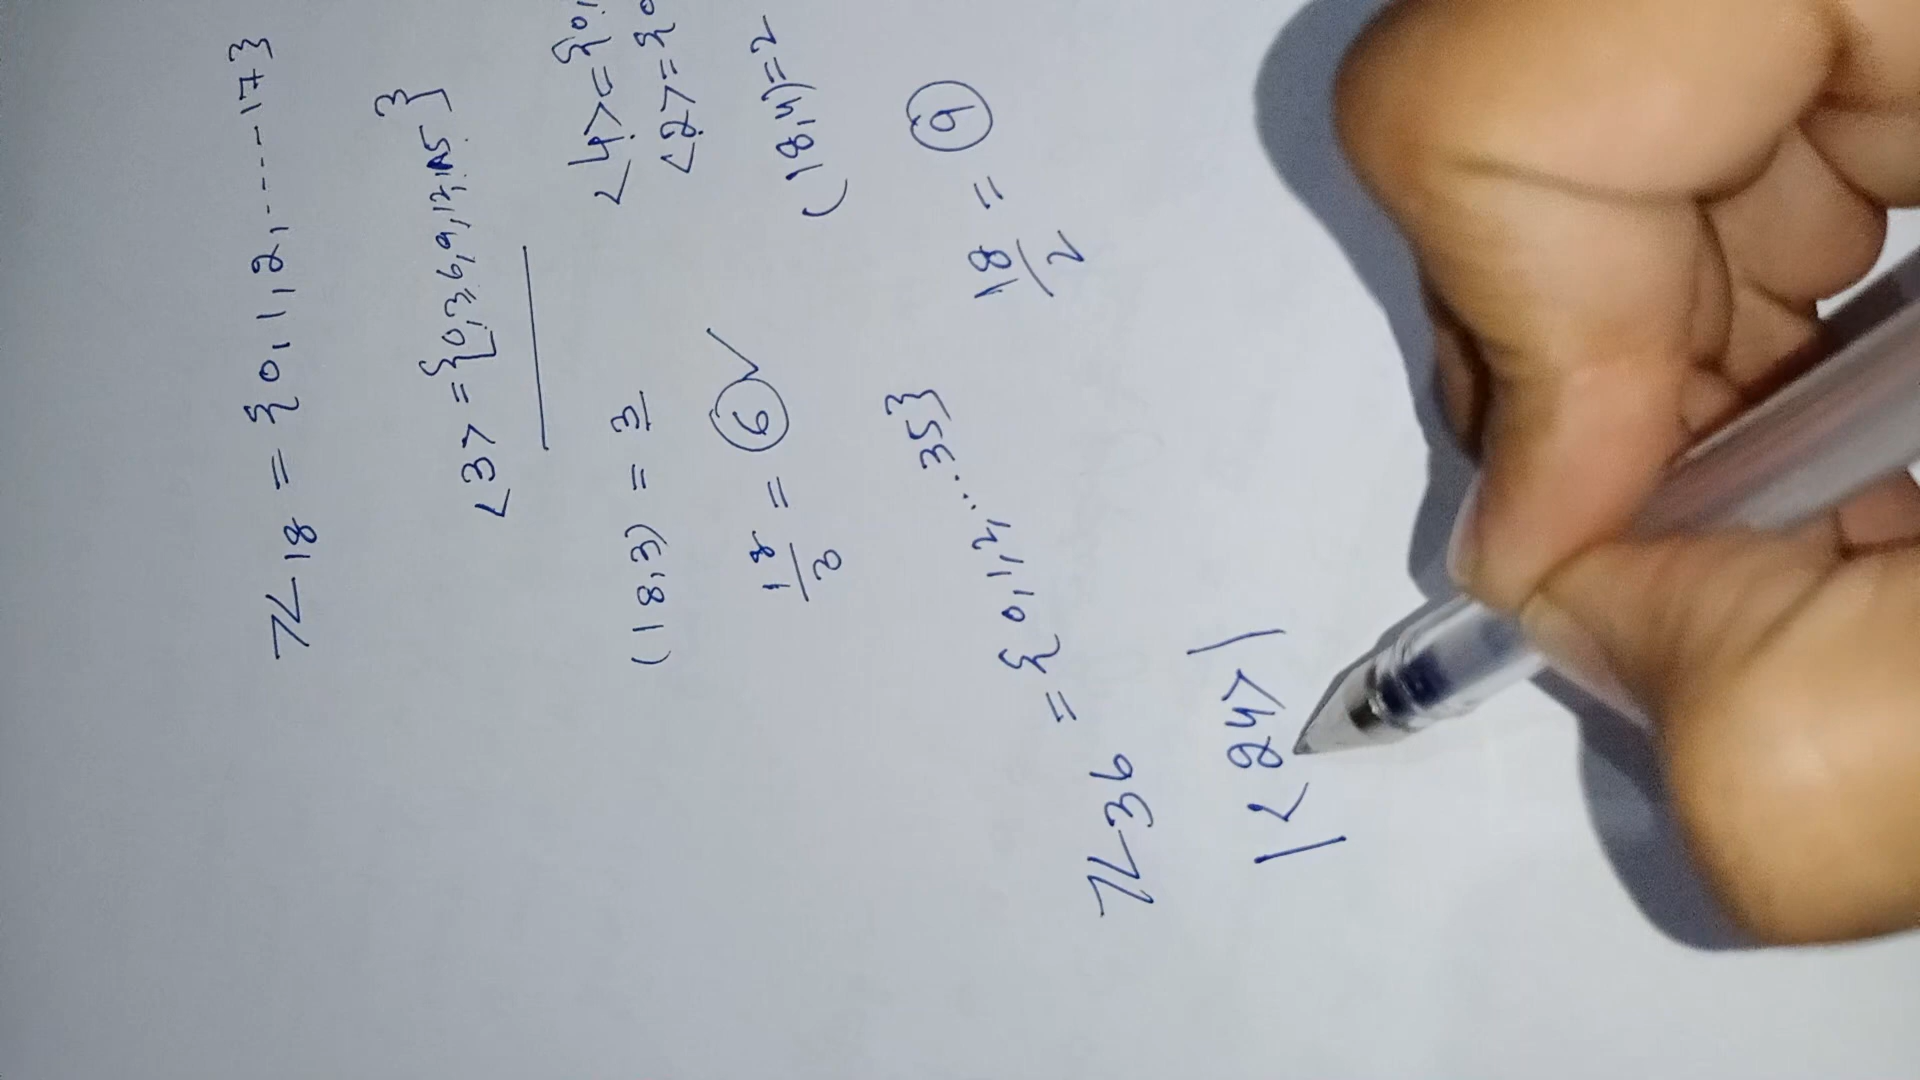 ℤ18 = {0,1,2,----17}
<3> = {0,3,6,9,12,15}
(18,3) = 3
18/3 = 6 ✓
<4> = {0,
<2> = {0
(18,4) = 2
18/2 = 9
ℤ36 = {0,1,2,...35}
|<24>|